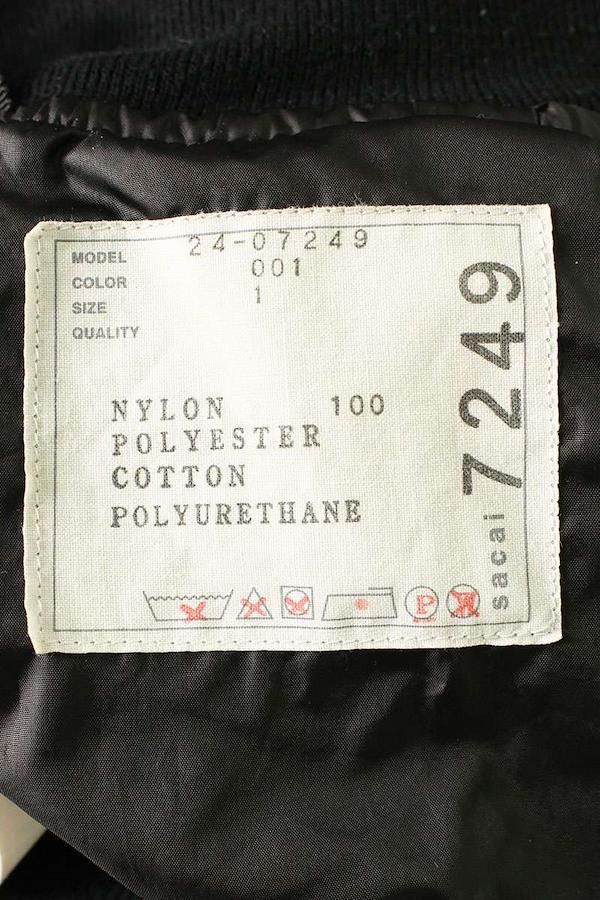 MODEL 24-07249
COLOR 001
SIZE 1
QUALITY
NYLON 100
POLYESTER
COTTON
POLYURETHANE
P
sacai 7249